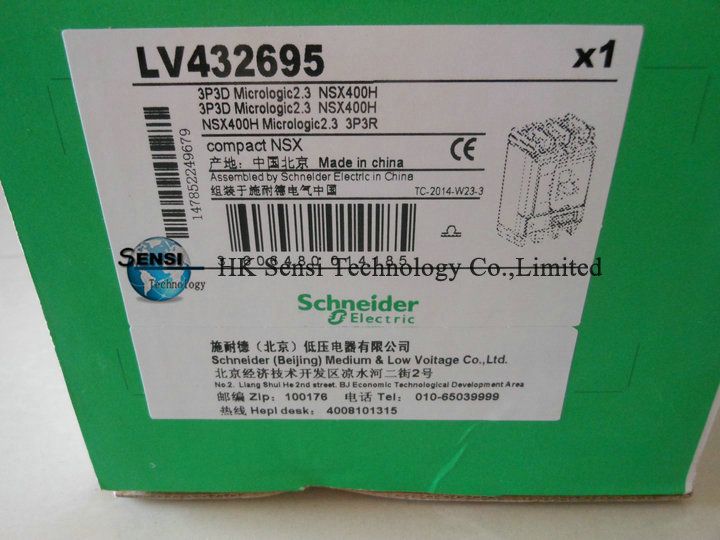 LV432695
x1
3P3D Micrologic2.3 NSX400H
3P3D Micrologic2.3 NSX400H
NSX400H Micrologic2.3 3P3R
compact NSX
CE
产地: 中国北京 Made in china
Assembled by Schneider Electric in China
组装于施耐德电气中国
TC-2014-W23-3
147852249679
3 606480 614185
SENSI
Technology
HK Sensi Technology Co.,Limited
Schneider
Electric
施耐德（北京）低压电器有限公司
Schneider (Beijing) Medium & Low Voltage Co.,Ltd.
北京经济技术开发区凉水河二街2号
No.2. Liang Shui He 2nd street. BJ Economic Technological Development Area
邮编 Zip: 100176 电话 Tel: 010-65039999
热线 Hepl desk: 4008101315